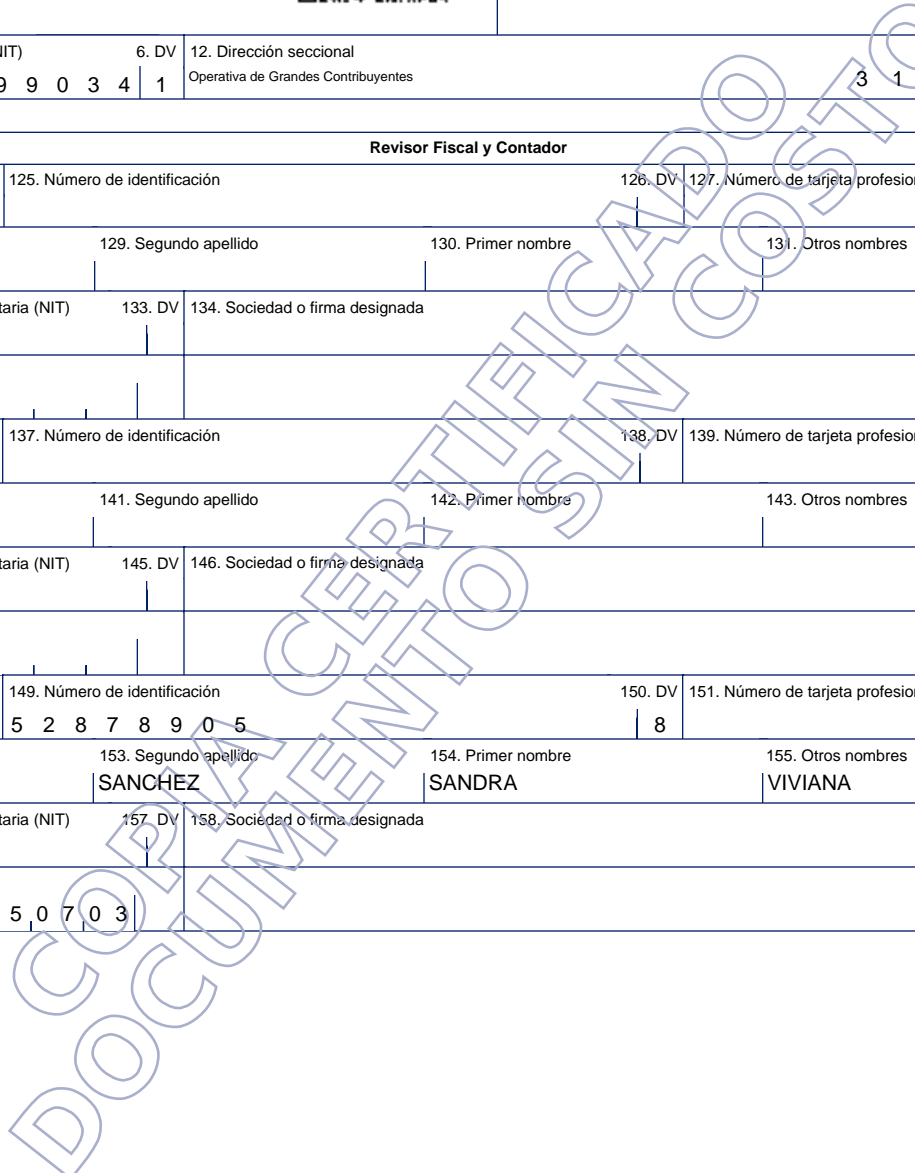 NIT) 6. DV 12. Dirección seccional
9 9 0 3 4 1 Operativa de Grandes Contribuyentes 3 1
Revisor Fiscal y Contador
125. Número de identificación 126. DV 127. Número de tarjeta profesion
129. Segundo apellido 130. Primer nombre 131. Otros nombres
taria (NIT) 133. DV 134. Sociedad o firma designada
137. Número de identificación 138. DV 139. Número de tarjeta profesion
141. Segundo apellido 142. Primer nombre 143. Otros nombres
taria (NIT) 145. DV 146. Sociedad o firma designada
149. Número de identificación 150. DV 151. Número de tarjeta profesion
5 2 8 7 8 9 0 5 8
153. Segundo apellido 154. Primer nombre 155. Otros nombres
SANCHEZ SANDRA VIVIANA
taria (NIT) 157. DV 158. Sociedad o firma designada
5 0 7 0 3
COPIA CERTIFICADO
DOCUMENTO SIN COSTO